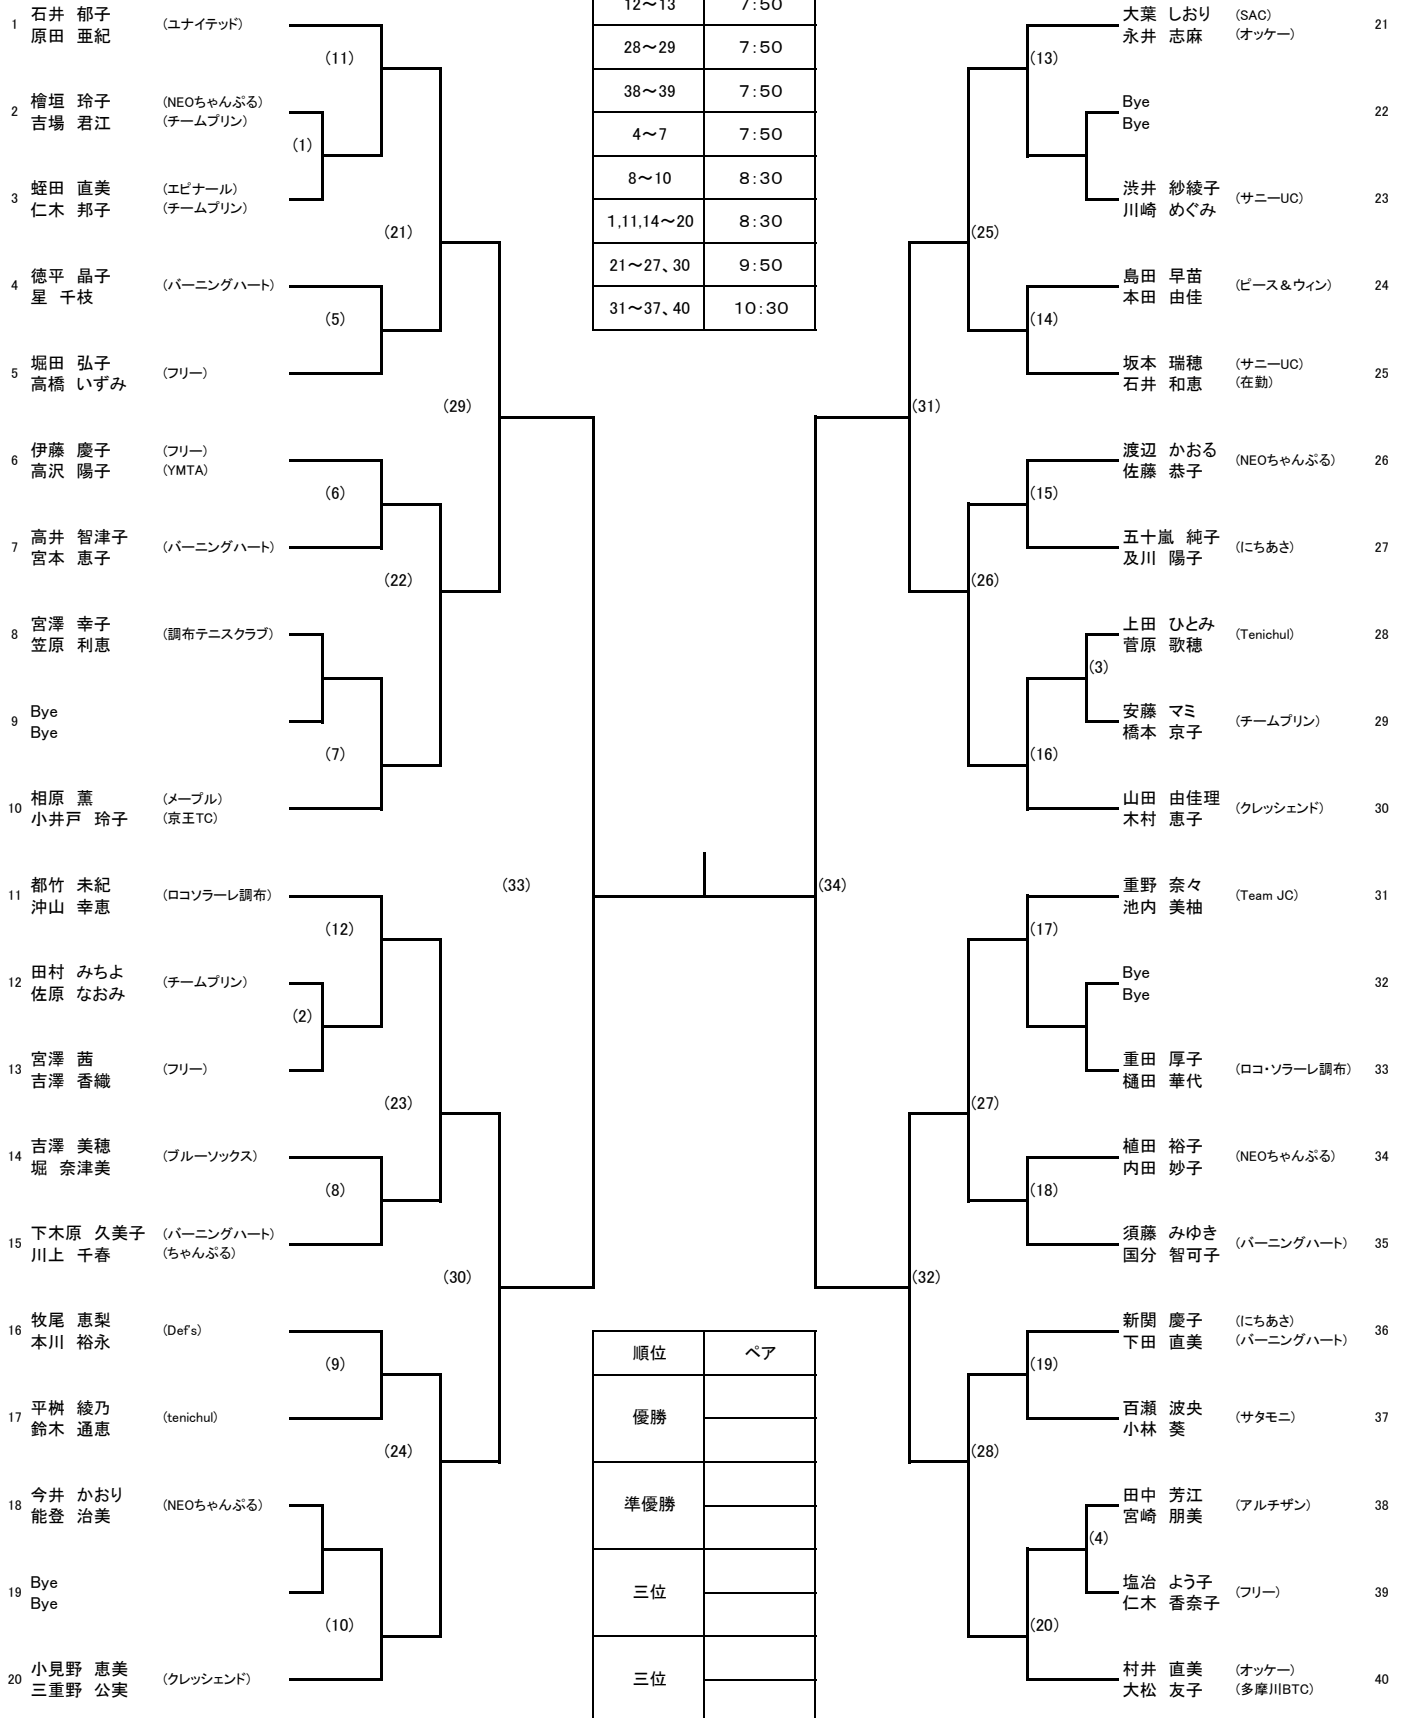 1 石井 郁子 (ユナイテッド)
原田 亜紀
(11)
2 檜垣 玲子 (NEOちゃんぷる)
吉場 君江 (チームプリン)
(1)
3 蛭田 直美 (エピナール)
仁木 邦子 (チームプリン)
(21)
4 徳平 晶子 (バーニングハート)
星 千枝
(5)
5 堀田 弘子 (フリー)
高橋 いずみ
(29)
6 伊藤 慶子 (フリー)
高沢 陽子 (YMTA)
(6)
7 高井 智津子 (バーニングハート)
宮本 恵子
(22)
8 宮澤 幸子 (調布テニスクラブ)
笠原 利恵
9 Bye
Bye
(7)
10 相原 薫 (メープル)
小井戸 玲子 (京王TC)
(33)
11 都竹 未紀 (ロコソラーレ調布)
沖山 幸恵
(12)
12 田村 みちよ (チームプリン)
佐原 なおみ
(2)
13 宮澤 茜 (フリー)
吉澤 香織
(23)
14 吉澤 美穂 (ブルーソックス)
堀 奈津美
(8)
15 下木原 久美子 (バーニングハート)
川上 千春 (ちゃんぷる)
(30)
16 牧尾 恵梨 (Def's)
本川 裕永
(9)
17 平桝 綾乃 (tenichul)
鈴木 通恵
(24)
18 今井 かおり (NEOちゃんぷる)
能登 治美
19 Bye
Bye
(10)
20 小見野 恵美 (クレッシェンド)
三重野 公実
12～13 7:50
28～29 7:50
38～39 7:50
4～7 7:50
8～10 8:30
1,11,14～20 8:30
21～27、30 9:50
31～37、40 10:30
順位 ペア
優勝
準優勝
三位
三位
大葉 しおり (SAC) 21
永井 志麻 (オッケー)
(13)
Bye 22
Bye
渋井 紗綾子 (サニーUC) 23
川崎 めぐみ
(25)
島田 早苗 (ピース＆ウィン) 24
本田 由佳
(14)
坂本 瑞穂 (サニーUC) 25
石井 和恵 (在勤)
(31)
渡辺 かおる (NEOちゃんぷる) 26
佐藤 恭子
(15)
五十嵐 純子 (にちあさ) 27
及川 陽子
(26)
上田 ひとみ (Tenichul) 28
菅原 歌穂
(3)
安藤 マミ (チームプリン) 29
橋本 京子
(16)
山田 由佳理 (クレッシェンド) 30
木村 恵子
(34)
重野 奈々 (Team JC) 31
池内 美柚
(17)
Bye 32
Bye
重田 厚子 (ロコ・ソラーレ調布) 33
樋田 華代
(27)
植田 裕子 (NEOちゃんぷる) 34
内田 妙子
(18)
須藤 みゆき (バーニングハート) 35
国分 智可子
(32)
新関 慶子 (にちあさ) 36
下田 直美 (バーニングハート)
(19)
百瀬 波央 (サタモニ) 37
小林 葵
(28)
田中 芳江 (アルチザン) 38
宮崎 朋美
(4)
塩冶 よう子 (フリー) 39
仁木 香奈子
(20)
村井 直美 (オッケー) 40
大松 友子 (多摩川BTC)